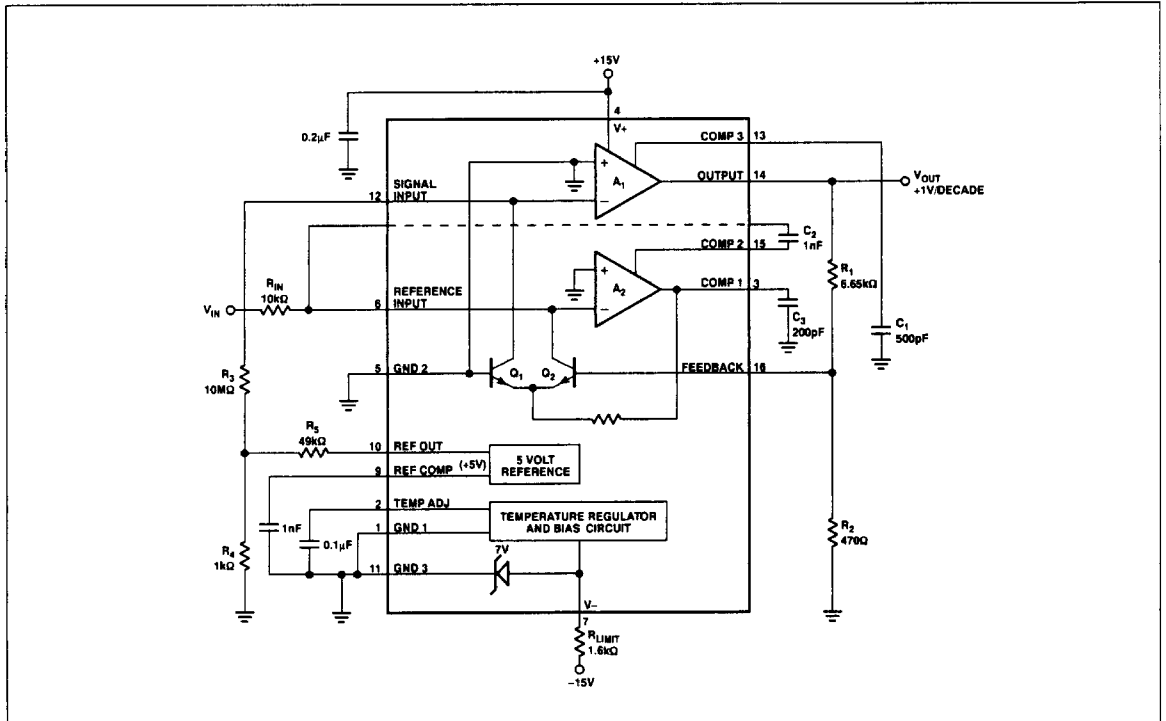 +15V
4
V+
0.2µF
COMP 3 13
+
A1
−
OUTPUT 14
VOUT
+1V/DECADE
SIGNAL
INPUT
12
C2
1nF
COMP 2 15
R1
6.65kΩ
RIN
10kΩ
VIN
REFERENCE
INPUT
6
+
A2
−
COMP 1 3
C3
200pF
C1
500pF
5 GND 2
Q1 Q2
FEEDBACK 16
R3
10MΩ
R5
49kΩ
10 REF OUT
(+5V)
9 REF COMP
5 VOLT
REFERENCE
2 TEMP ADJ
1 GND 1
TEMPERATURE REGULATOR
AND BIAS CIRCUIT
1nF
0.1µF
R4
1kΩ
11 GND 3
7V
R2
470Ω
V−
7
RLIMIT
1.6kΩ
−15V